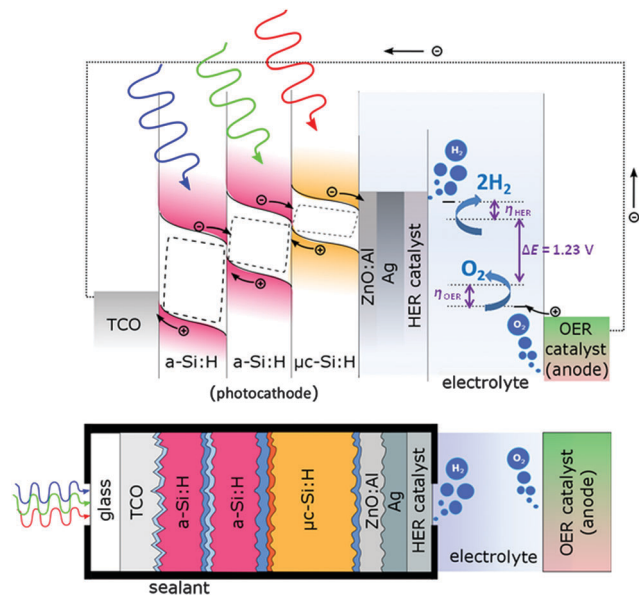 ⊖
⊖
H₂
2H₂
η HER
ΔE = 1.23 V
O₂
η OER
O₂
⊖
⊖
⊖
⊖
⊕
⊕
⊕
TCO
a-Si:H
a-Si:H
µc-Si:H
(photocathode)
ZnO:Al
Ag
HER catalyst
electrolyte
OER
catalyst
(anode)
glass
TCO
a-Si:H
a-Si:H
µc-Si:H
ZnO:Al
Ag
HER catalyst
H₂
O₂
electrolyte
OER catalyst
(anode)
sealant